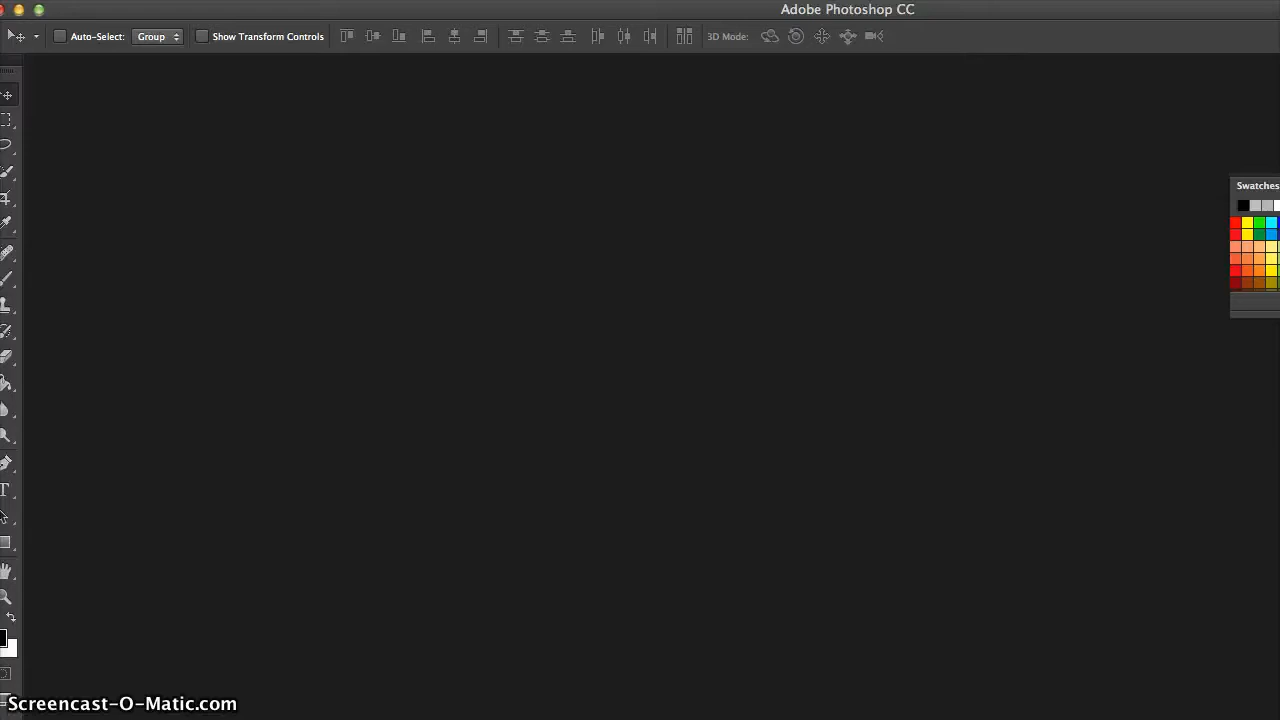 Adobe Photoshop CC
Auto-Select: Group Show Transform Controls 3D Mode:
Swatches
T
Screencast-O-Matic.com